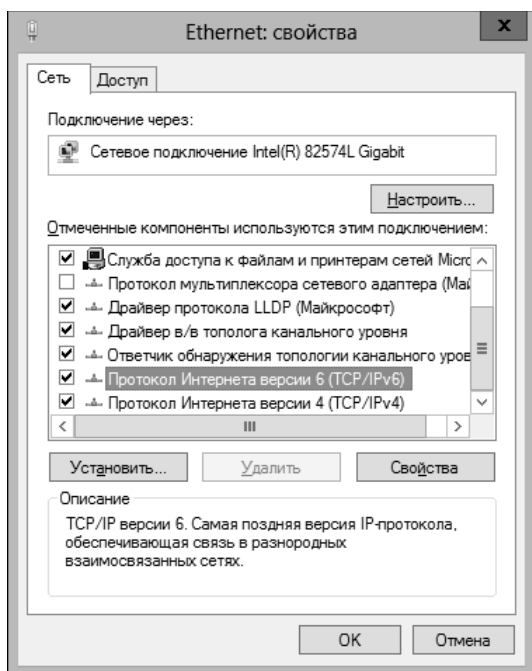 Ethernet: свойства
x
Сеть
Доступ
Подключение через:
Сетевое подключение Intel(R) 82574L Gigabit
Настроить...
Отмеченные компоненты используются этим подключением:
Служба доступа к файлам и принтерам сетей Micro
Протокол мультиплексора сетевого адаптера (Май
Драйвер протокола LLDP (Майкрософт)
Драйвер в/в тополога канального уровня
Ответчик обнаружения топологии канального уров
Протокол Интернета версии 6 (TCP/IPv6)
Протокол Интернета версии 4 (TCP/IPv4)
Установить...
Удалить
Свойства
Описание
TCP/IP версии 6. Самая поздняя версия IP-протокола,
обеспечивающая связь в разнородных
взаимосвязанных сетях.
OK
Отмена